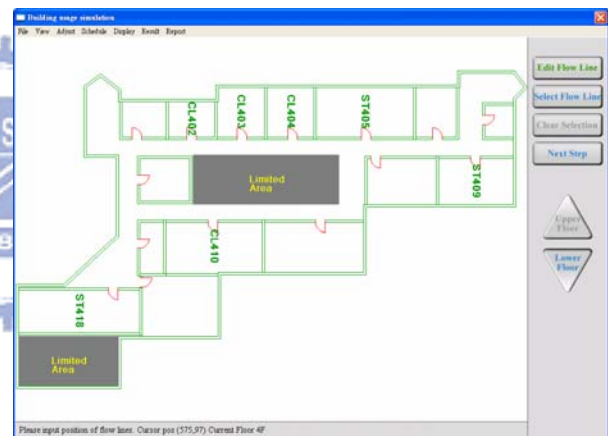 Building usage simulation
File View Adjust Schedule Display Result Report
Edit Flow Line
Select Flow Line
Clear Selection
Next Step
Upper
Floor
Lower
Floor
CL402
CL403
CL404
ST405
ST409
Limited
Area
CL410
ST418
Limited
Area
Please input position of flow lines. Cursor pos (575,97) Current Floor 4F